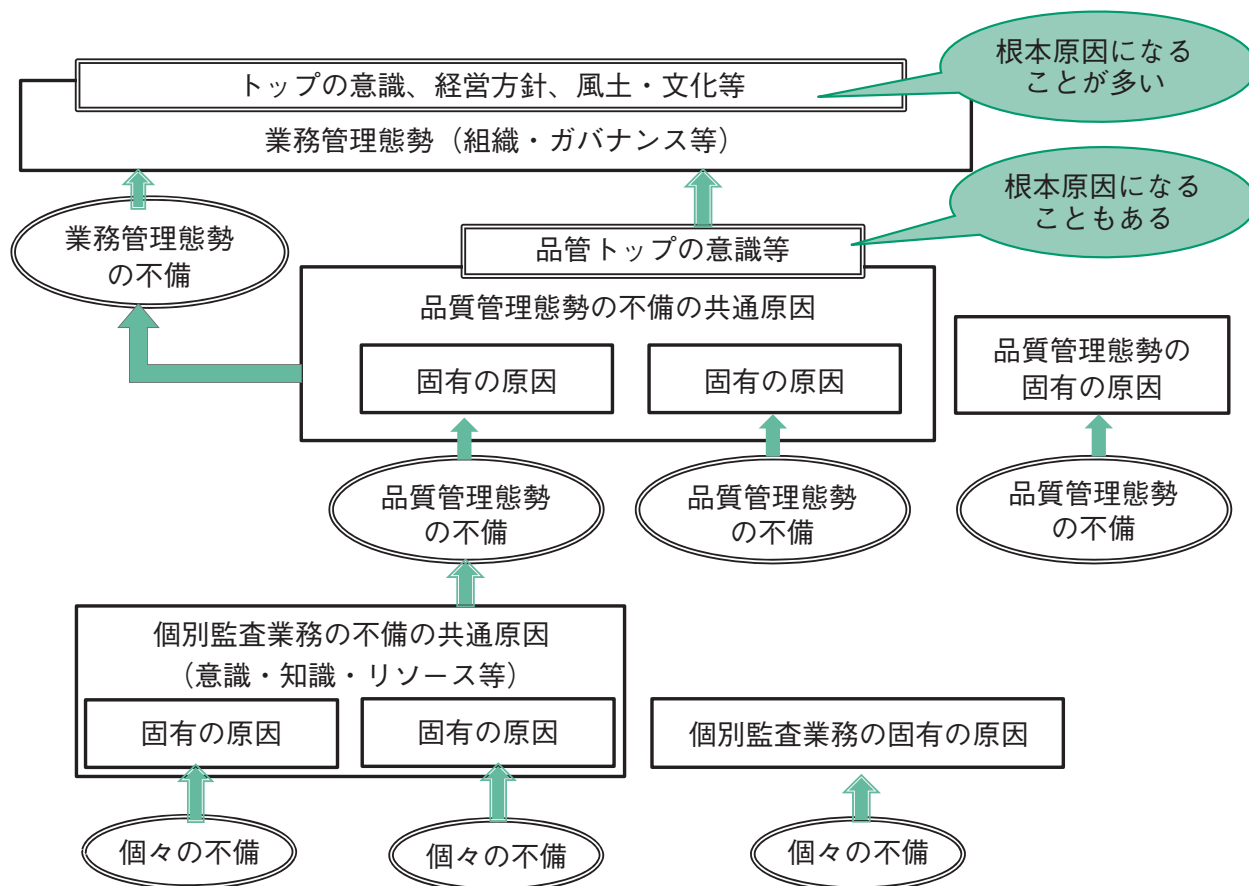 トップの意識、経営方針、風土・文化等
業務管理態勢（組織・ガバナンス等）
根本原因になる
ことが多い
業務管理態勢
の不備
品管トップの意識等
根本原因になる
こともある
品質管理態勢の不備の共通原因
固有の原因
固有の原因
品質管理態勢の
固有の原因
品質管理態勢
の不備
品質管理態勢
の不備
品質管理態勢
の不備
個別監査業務の不備の共通原因
（意識・知識・リソース等）
固有の原因
固有の原因
個別監査業務の固有の原因
個々の不備
個々の不備
個々の不備